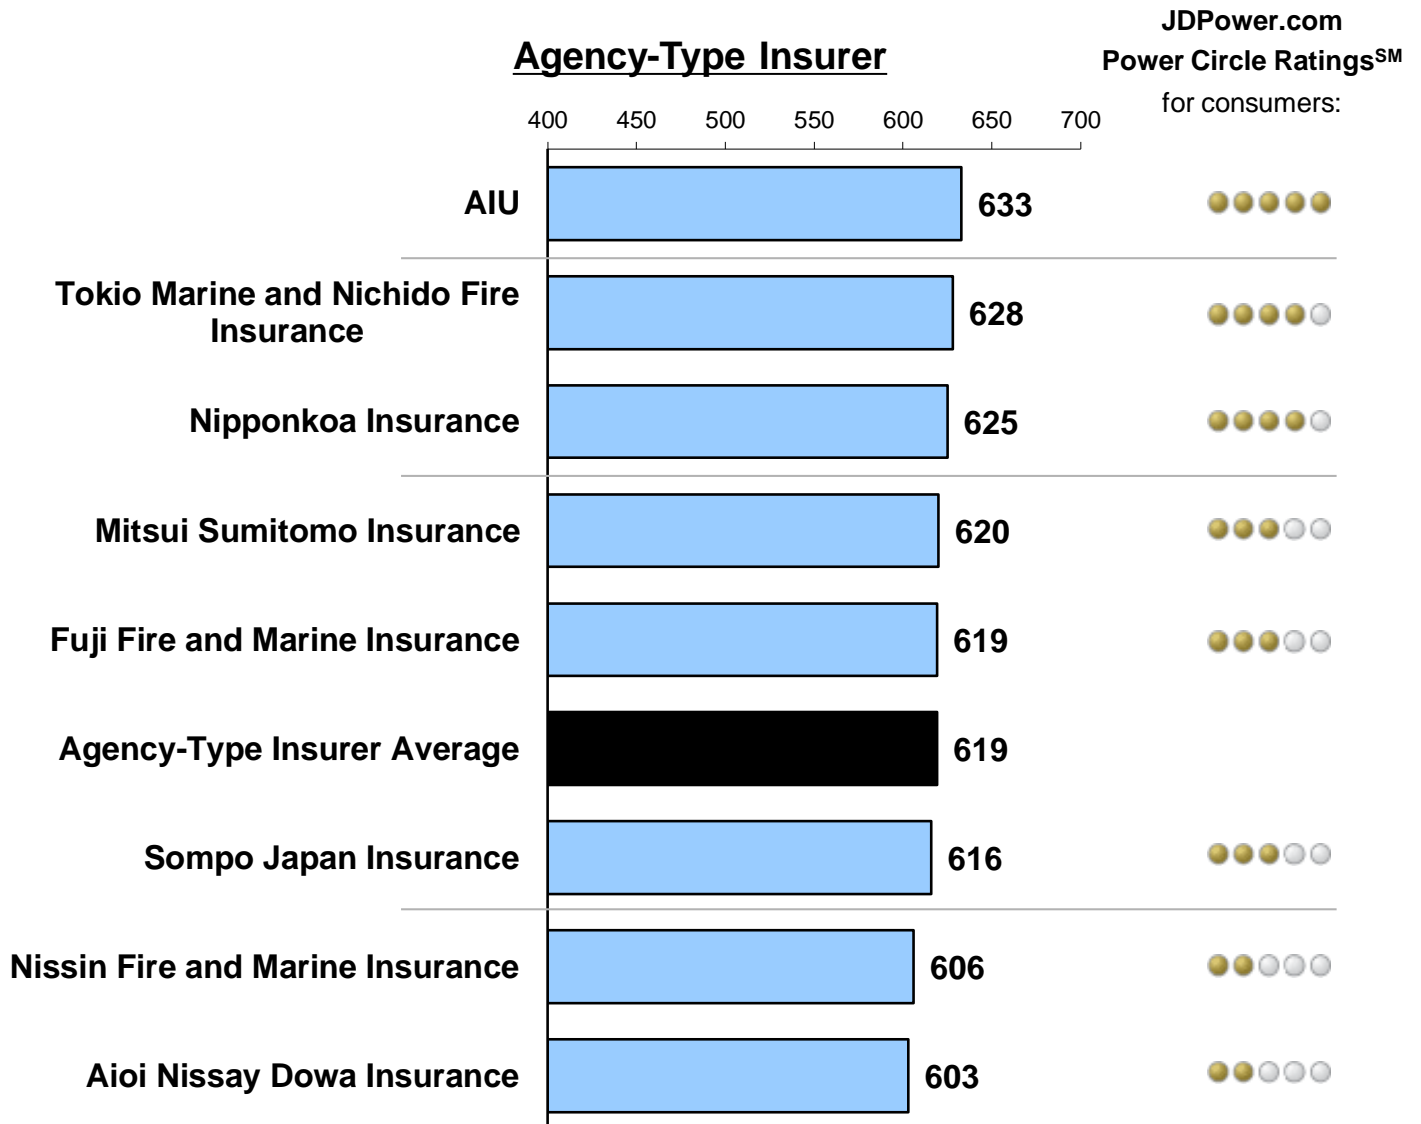 JDPower.com
Agency-Type Insurer
Power Circle Ratings℠
for consumers:
400 450 500 550 600 650 700
AIU 633
Tokio Marine and Nichido Fire
Insurance 628
Nipponkoa Insurance 625
Mitsui Sumitomo Insurance 620
Fuji Fire and Marine Insurance 619
Agency-Type Insurer Average 619
Sompo Japan Insurance 616
Nissin Fire and Marine Insurance 606
Aioi Nissay Dowa Insurance 603